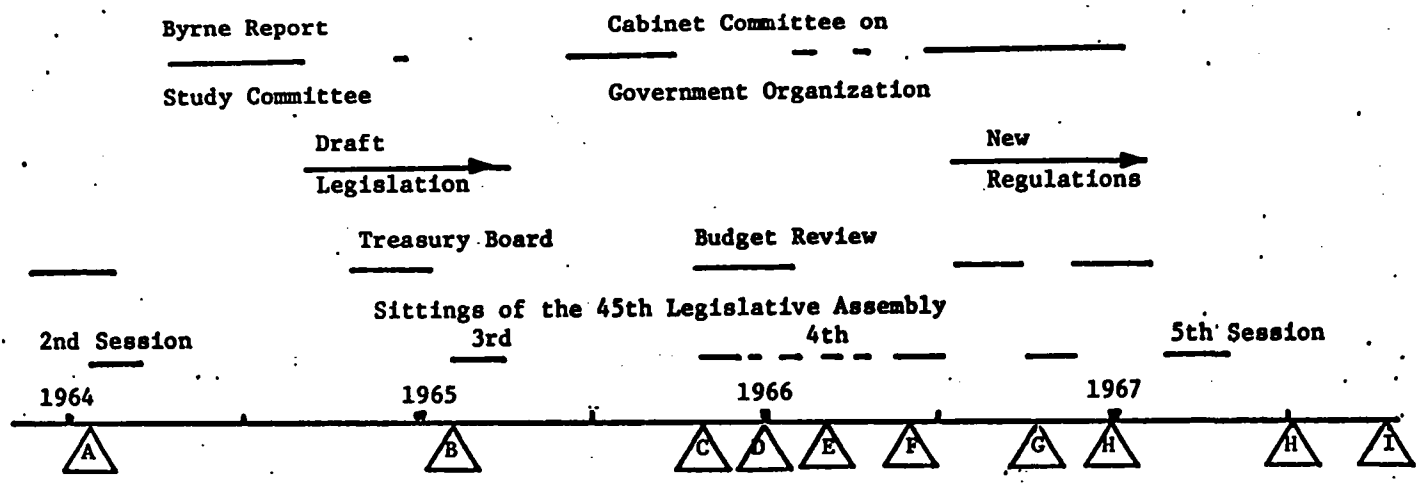 Byrne Report
Cabinet Committee on
Study Committee
Government Organization
Draft
New
Legislation
Regulations
Treasury Board
Budget Review
Sittings of the 45th Legislative Assembly
2nd Session
3rd
4th
5th Session
1964
1965
1966
1967
A
B
C
D
E
F
G
H
H
I